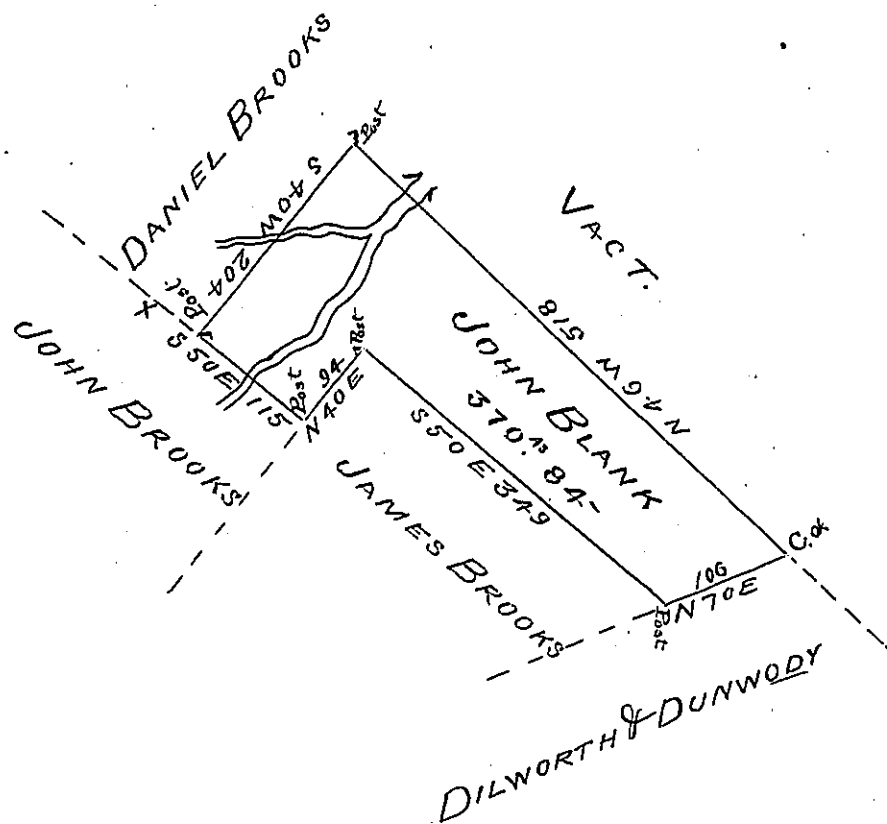 DANIEL BROOKS
Post
S 40 W 204
Post
X
JOHN BROOKS
S 50 E 115
Post
94
N 40 E
Post
VACT.
N 46 W 518
JOHN BLANK
370 As. 84
S 50 E 349
JAMES BROOKS
106
N 70 E
Post
C.ok
DILWORTH & DUNWODY